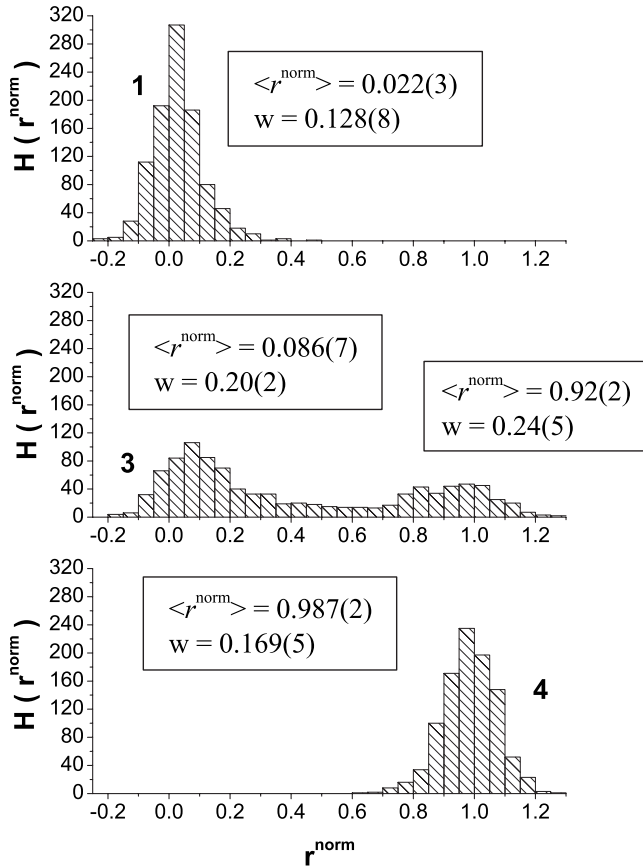 320
280
240
200
160
120
80
40
0
H ( r^norm )
1
<r^norm> = 0.022(3)
w = 0.128(8)
-0.2 0.0 0.2 0.4 0.6 0.8 1.0 1.2
320
280
240
200
160
120
80
40
0
H ( r^norm )
<r^norm> = 0.086(7)
w = 0.20(2)
<r^norm> = 0.92(2)
w = 0.24(5)
3
-0.2 0.0 0.2 0.4 0.6 0.8 1.0 1.2
320
280
240
200
160
120
80
40
0
H ( r^norm )
<r^norm> = 0.987(2)
w = 0.169(5)
4
-0.2 0.0 0.2 0.4 0.6 0.8 1.0 1.2
r^norm